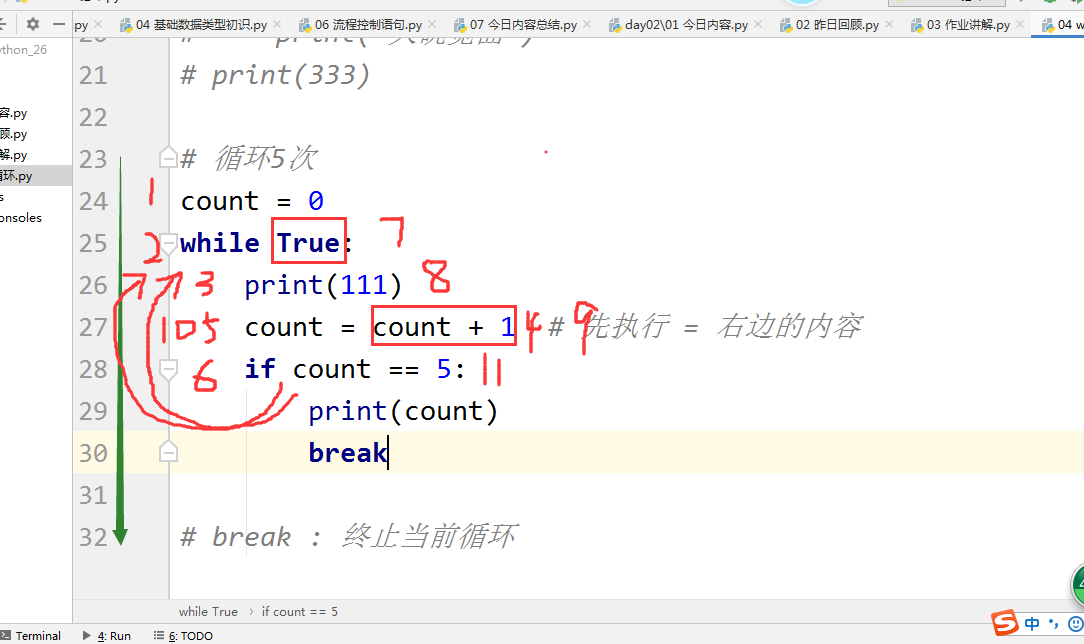 py 04 基础数据类型初识.py 06 流程控制语句.py 07 今日内容总结.py day02\01 今日内容.py 02 昨日回顾.py 03 作业讲解.py 04 w
ython_26
容.py
顾.py
解.py
环.py
s
onsoles
21 # print(333)
22
23 # 循环5次
1
24 count = 0
2 7
25 while True:
3 8
26 print(111)
10 5 4 9
27 count = count + 1 # 先执行 = 右边的内容
6 11
28 if count == 5:
29 print(count)
30 break
31
32 # break : 终止当前循环
while True › if count == 5
Terminal 4: Run 6: TODO
S 中